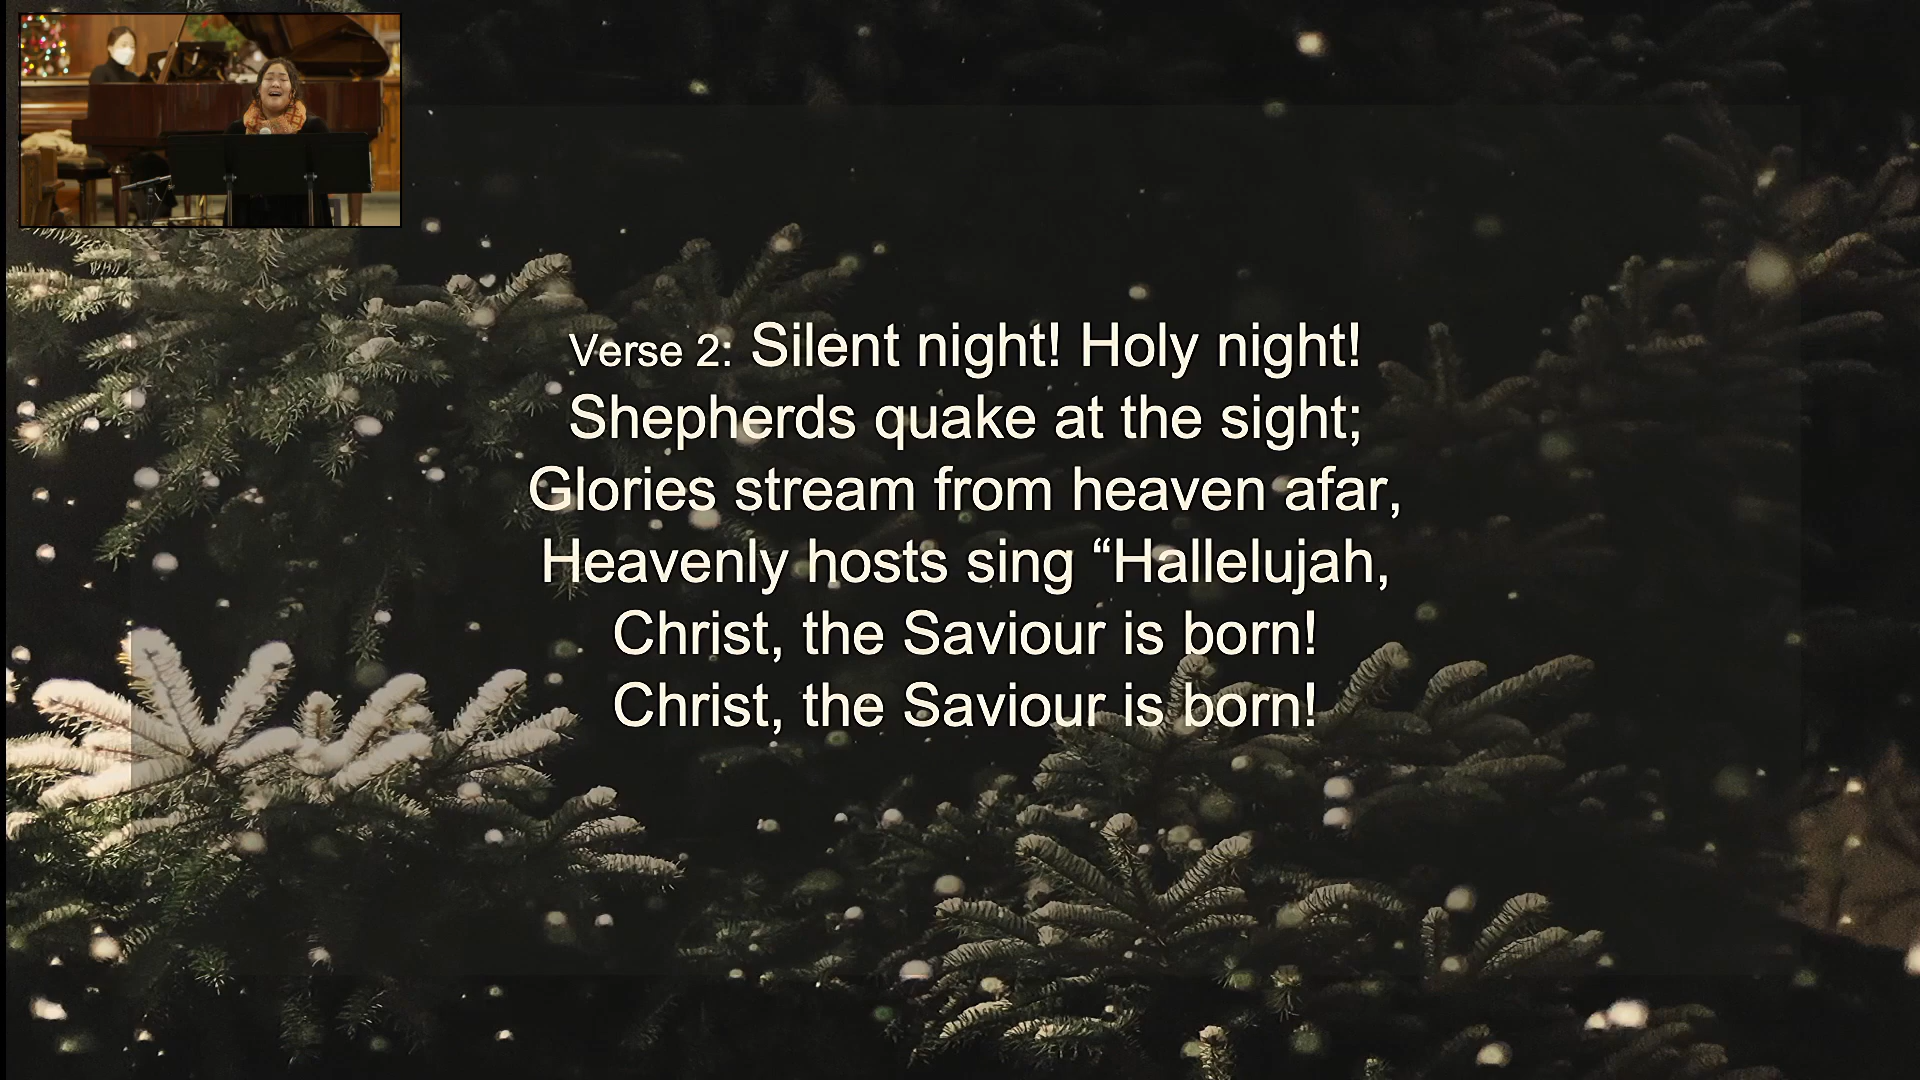 Verse 2: Silent night! Holy night!
Shepherds quake at the sight;
Glories stream from heaven afar,
Heavenly hosts sing “Hallelujah,
Christ, the Saviour is born!
Christ, the Saviour is born!